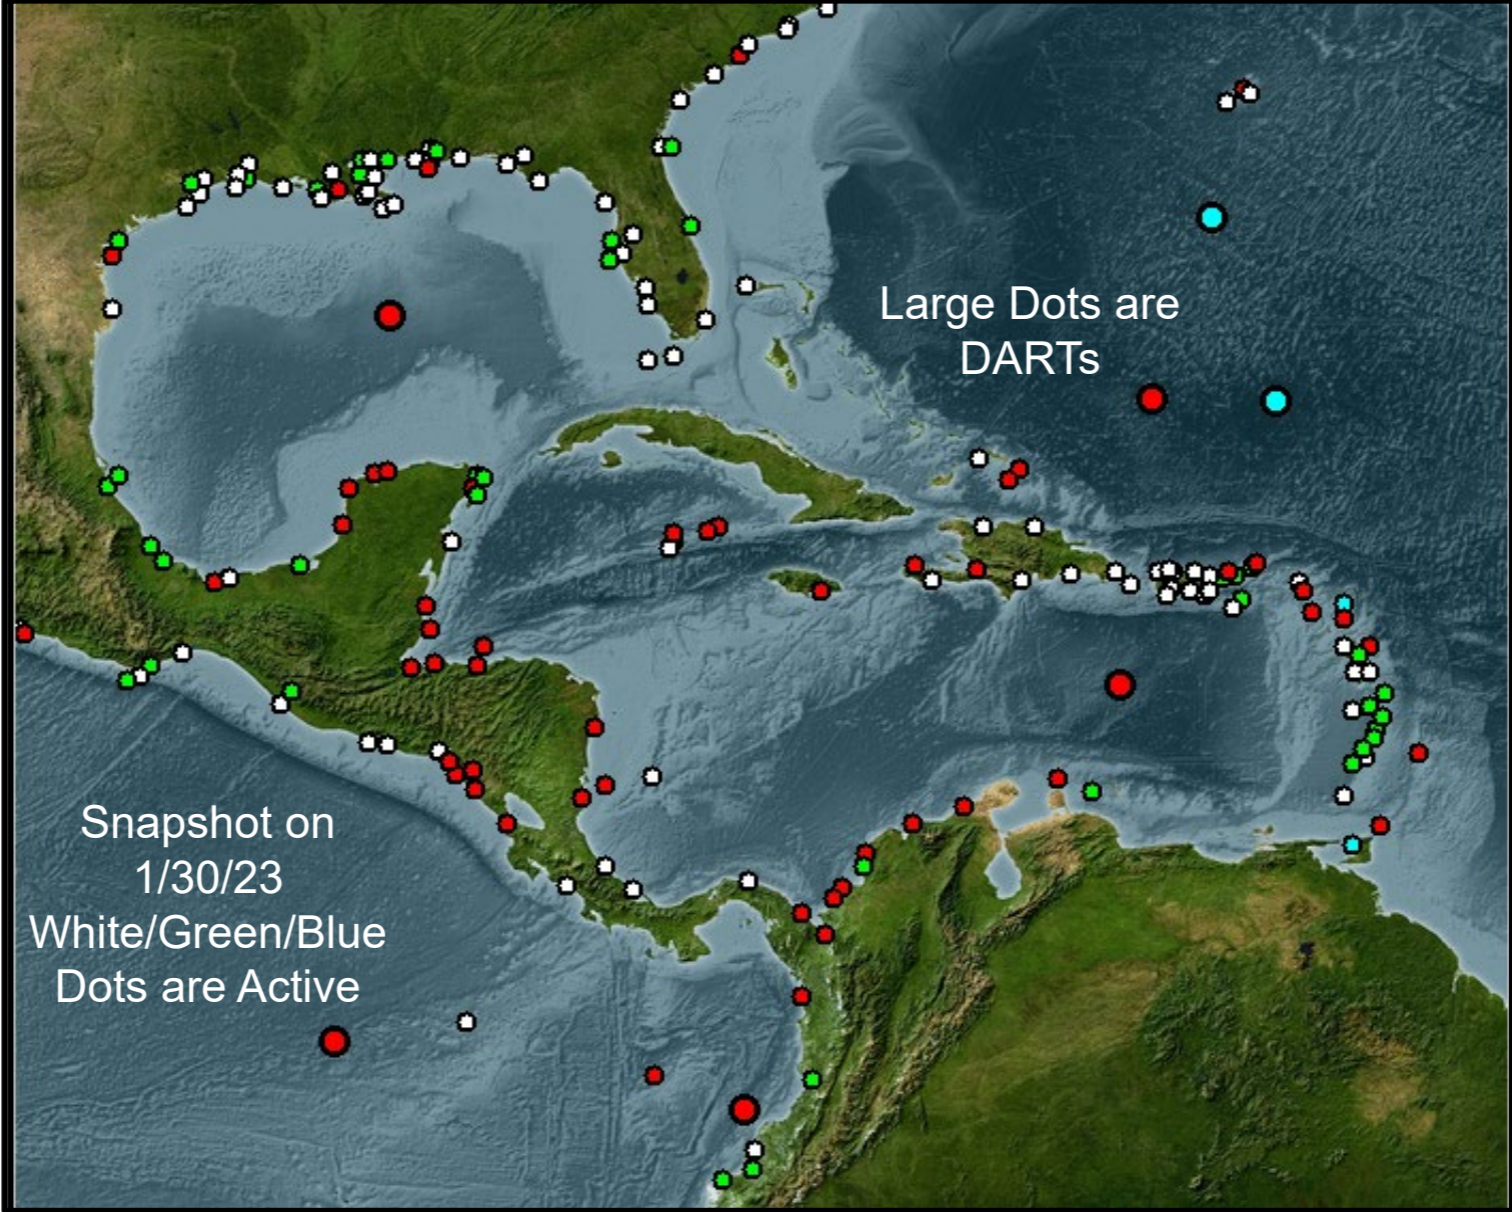 Large Dots are
DARTs
Snapshot on
1/30/23
White/Green/Blue
Dots are Active